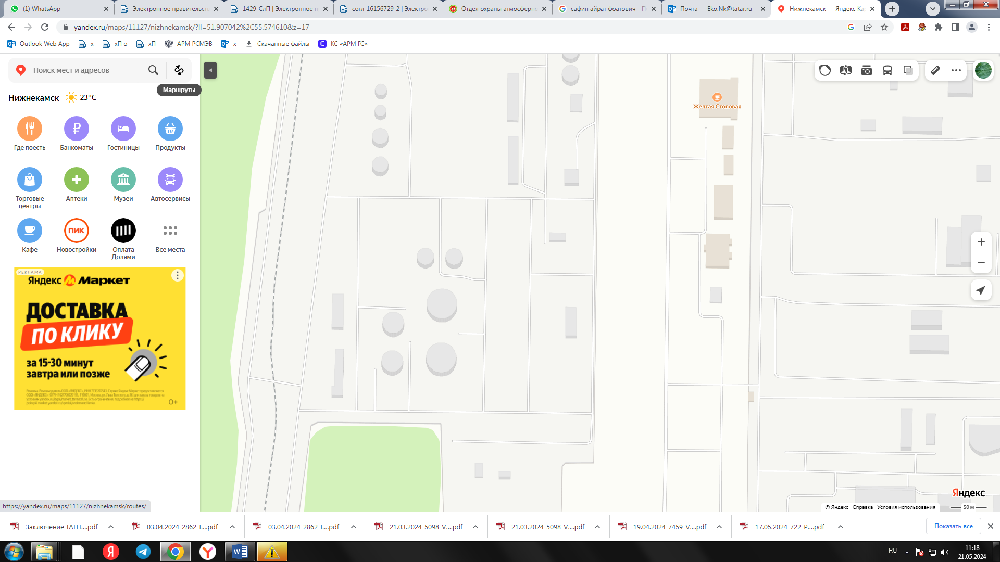 (1) WhatsApp
Электронное правительств
1429-СлП | Электронное п
согл-16156729-2 | Электро
Отдел охраны атмосферно
сафин айрат фоатович - П
Почта — Eko.Nk@tatar.ru
Нижнекамск — Яндекс Ка
yandex.ru/maps/11127/nizhnekamsk/?ll=51.907042%2C55.574610&z=17
Outlook Web App
х
хП о
хП
АРМ РСМЭВ
х
Скачанные файлы
КС «АРМ ГС»
Поиск мест и адресов
Маршруты
Нижнекамск
23°C
Где поесть
Банкоматы
Гостиницы
Продукты
Торговые центры
Аптеки
Музеи
Автосервисы
ПИК
Кафе
Новостройки
Оплата Долями
Все места
РЕКЛАМА
Яндекс Маркет
ДОСТАВКА
ПО КЛИКУ
за 15-30 минут
завтра или позже
0+
Желтая Столовая
Яндекс
© Яндекс Справка Условия использования 50 м
https://yandex.ru/maps/11127/nizhnekamsk/routes/
Заключение ТАТН....pdf
03.04.2024_2862_I....pdf
03.04.2024_2862_I....pdf
21.03.2024_5098-V....pdf
21.03.2024_5098-V....pdf
19.04.2024_7459-V....pdf
17.05.2024_722-P....pdf
Показать все
RU
11:18
21.05.2024